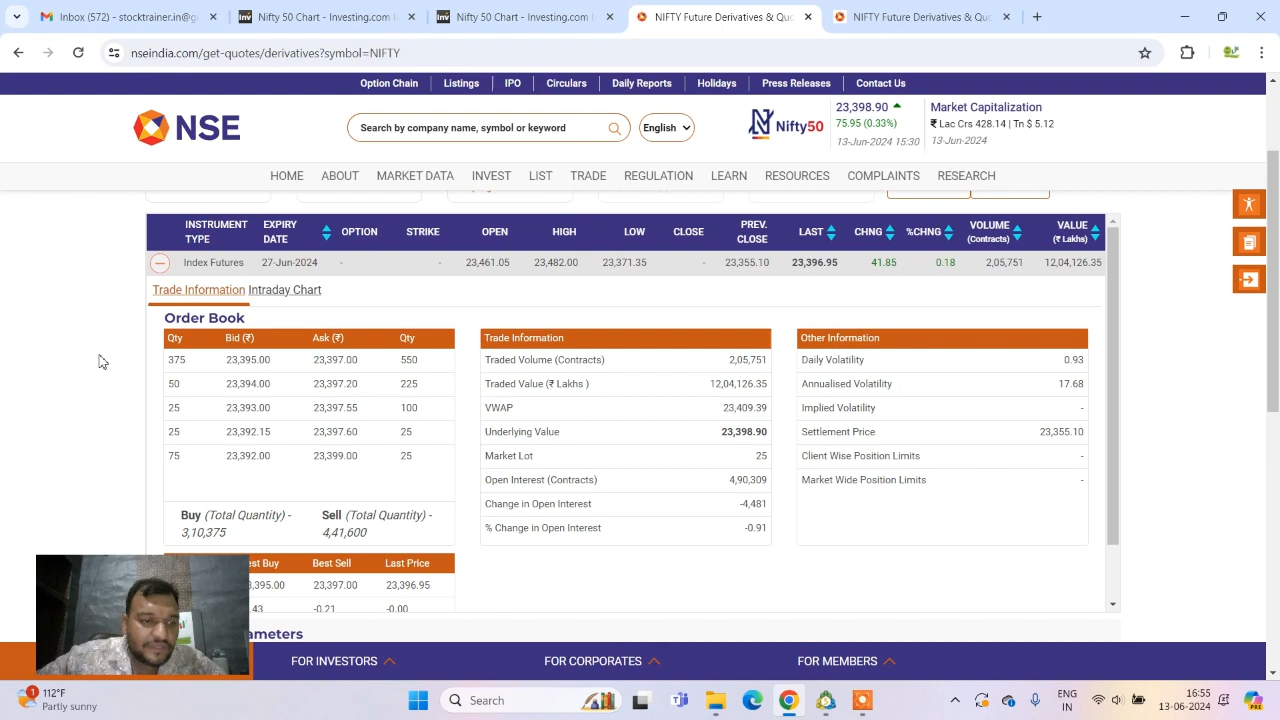 Inbox (572) - stocktrainer.in@gm
Market 50 Chart - Invest
Market 50 Chart - Investing.com
NIFTY Future Derivatives & Quo
NIFTY Future Derivatives & Quo
nseindia.com/get-quotes/derivatives?symbol=NIFTY
Option Chain Listings IPO Circulars Daily Reports Holidays Press Releases Contact Us
NSE
Search by company name, symbol or keyword
English
Nifty50
23,398.90
75.95 (0.33%)
13-Jun-2024 15:30
Market Capitalization
₹ Lac Crs 428.14 | Tn $ 5.12
13-Jun-2024
HOME ABOUT MARKET DATA INVEST LIST TRADE REGULATION LEARN RESOURCES COMPLAINTS RESEARCH
INSTRUMENT TYPE EXPIRY DATE OPTION STRIKE OPEN HIGH LOW CLOSE PREV. CLOSE LAST CHNG %CHNG VOLUME (Contracts) VALUE (₹ Lakhs)
Index Futures 27-Jun-2024 - - 23,461.05 23,482.00 23,371.35 - 23,355.10 23,396.95 41.85 0.18 2,05,751 12,04,126.35
Trade Information Intraday Chart
Order Book
Qty Bid (₹) Ask (₹) Qty
375 23,395.00 23,397.00 550
50 23,394.00 23,397.20 225
25 23,393.00 23,397.55 100
25 23,392.15 23,397.60 25
75 23,392.00 23,399.00 25
Buy (Total Quantity) - 3,10,375
Sell (Total Quantity) - 4,41,600
est Buy Best Sell Last Price
,395.00 23,397.00 23,396.95
.43 -0.21 -0.00
Trade Information
Traded Volume (Contracts) 2,05,751
Traded Value (₹ Lakhs ) 12,04,126.35
VWAP 23,409.39
Underlying Value 23,398.90
Market Lot 25
Open Interest (Contracts) 4,90,309
Change in Open Interest -4,481
% Change in Open Interest -0.91
Other Information
Daily Volatility 0.93
Annualised Volatility 17.68
Implied Volatility -
Settlement Price 23,355.10
Client Wise Position Limits -
Market Wise Position Limits -
ameters
FOR INVESTORS FOR CORPORATES FOR MEMBERS
1
112°F
Partly sunny
Search
ENG
IN
16:55
13-06-2024
PRE